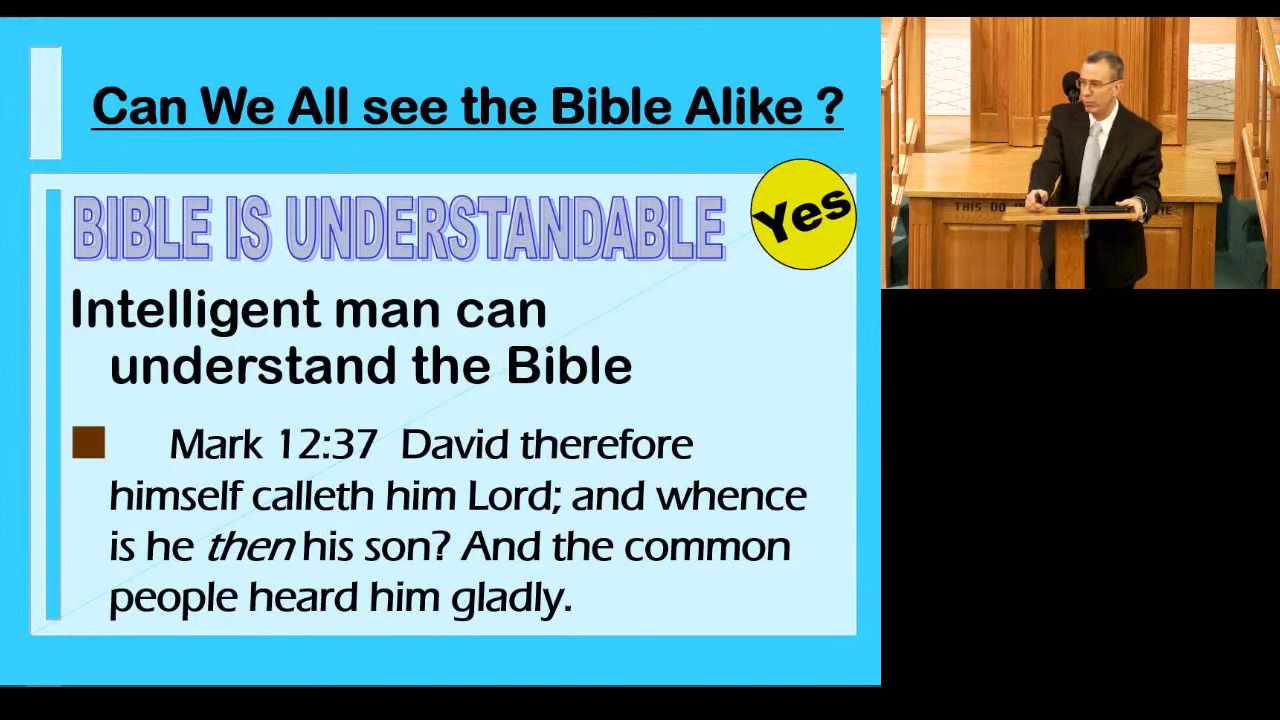 Can We All see the Bible Alike ?
BIBLE IS UNDERSTANDABLE
Yes
Intelligent man can
understand the Bible
Mark 12:37 David therefore
himself calleth him Lord; and whence
is he then his son? And the common
people heard him gladly.
THIS DO